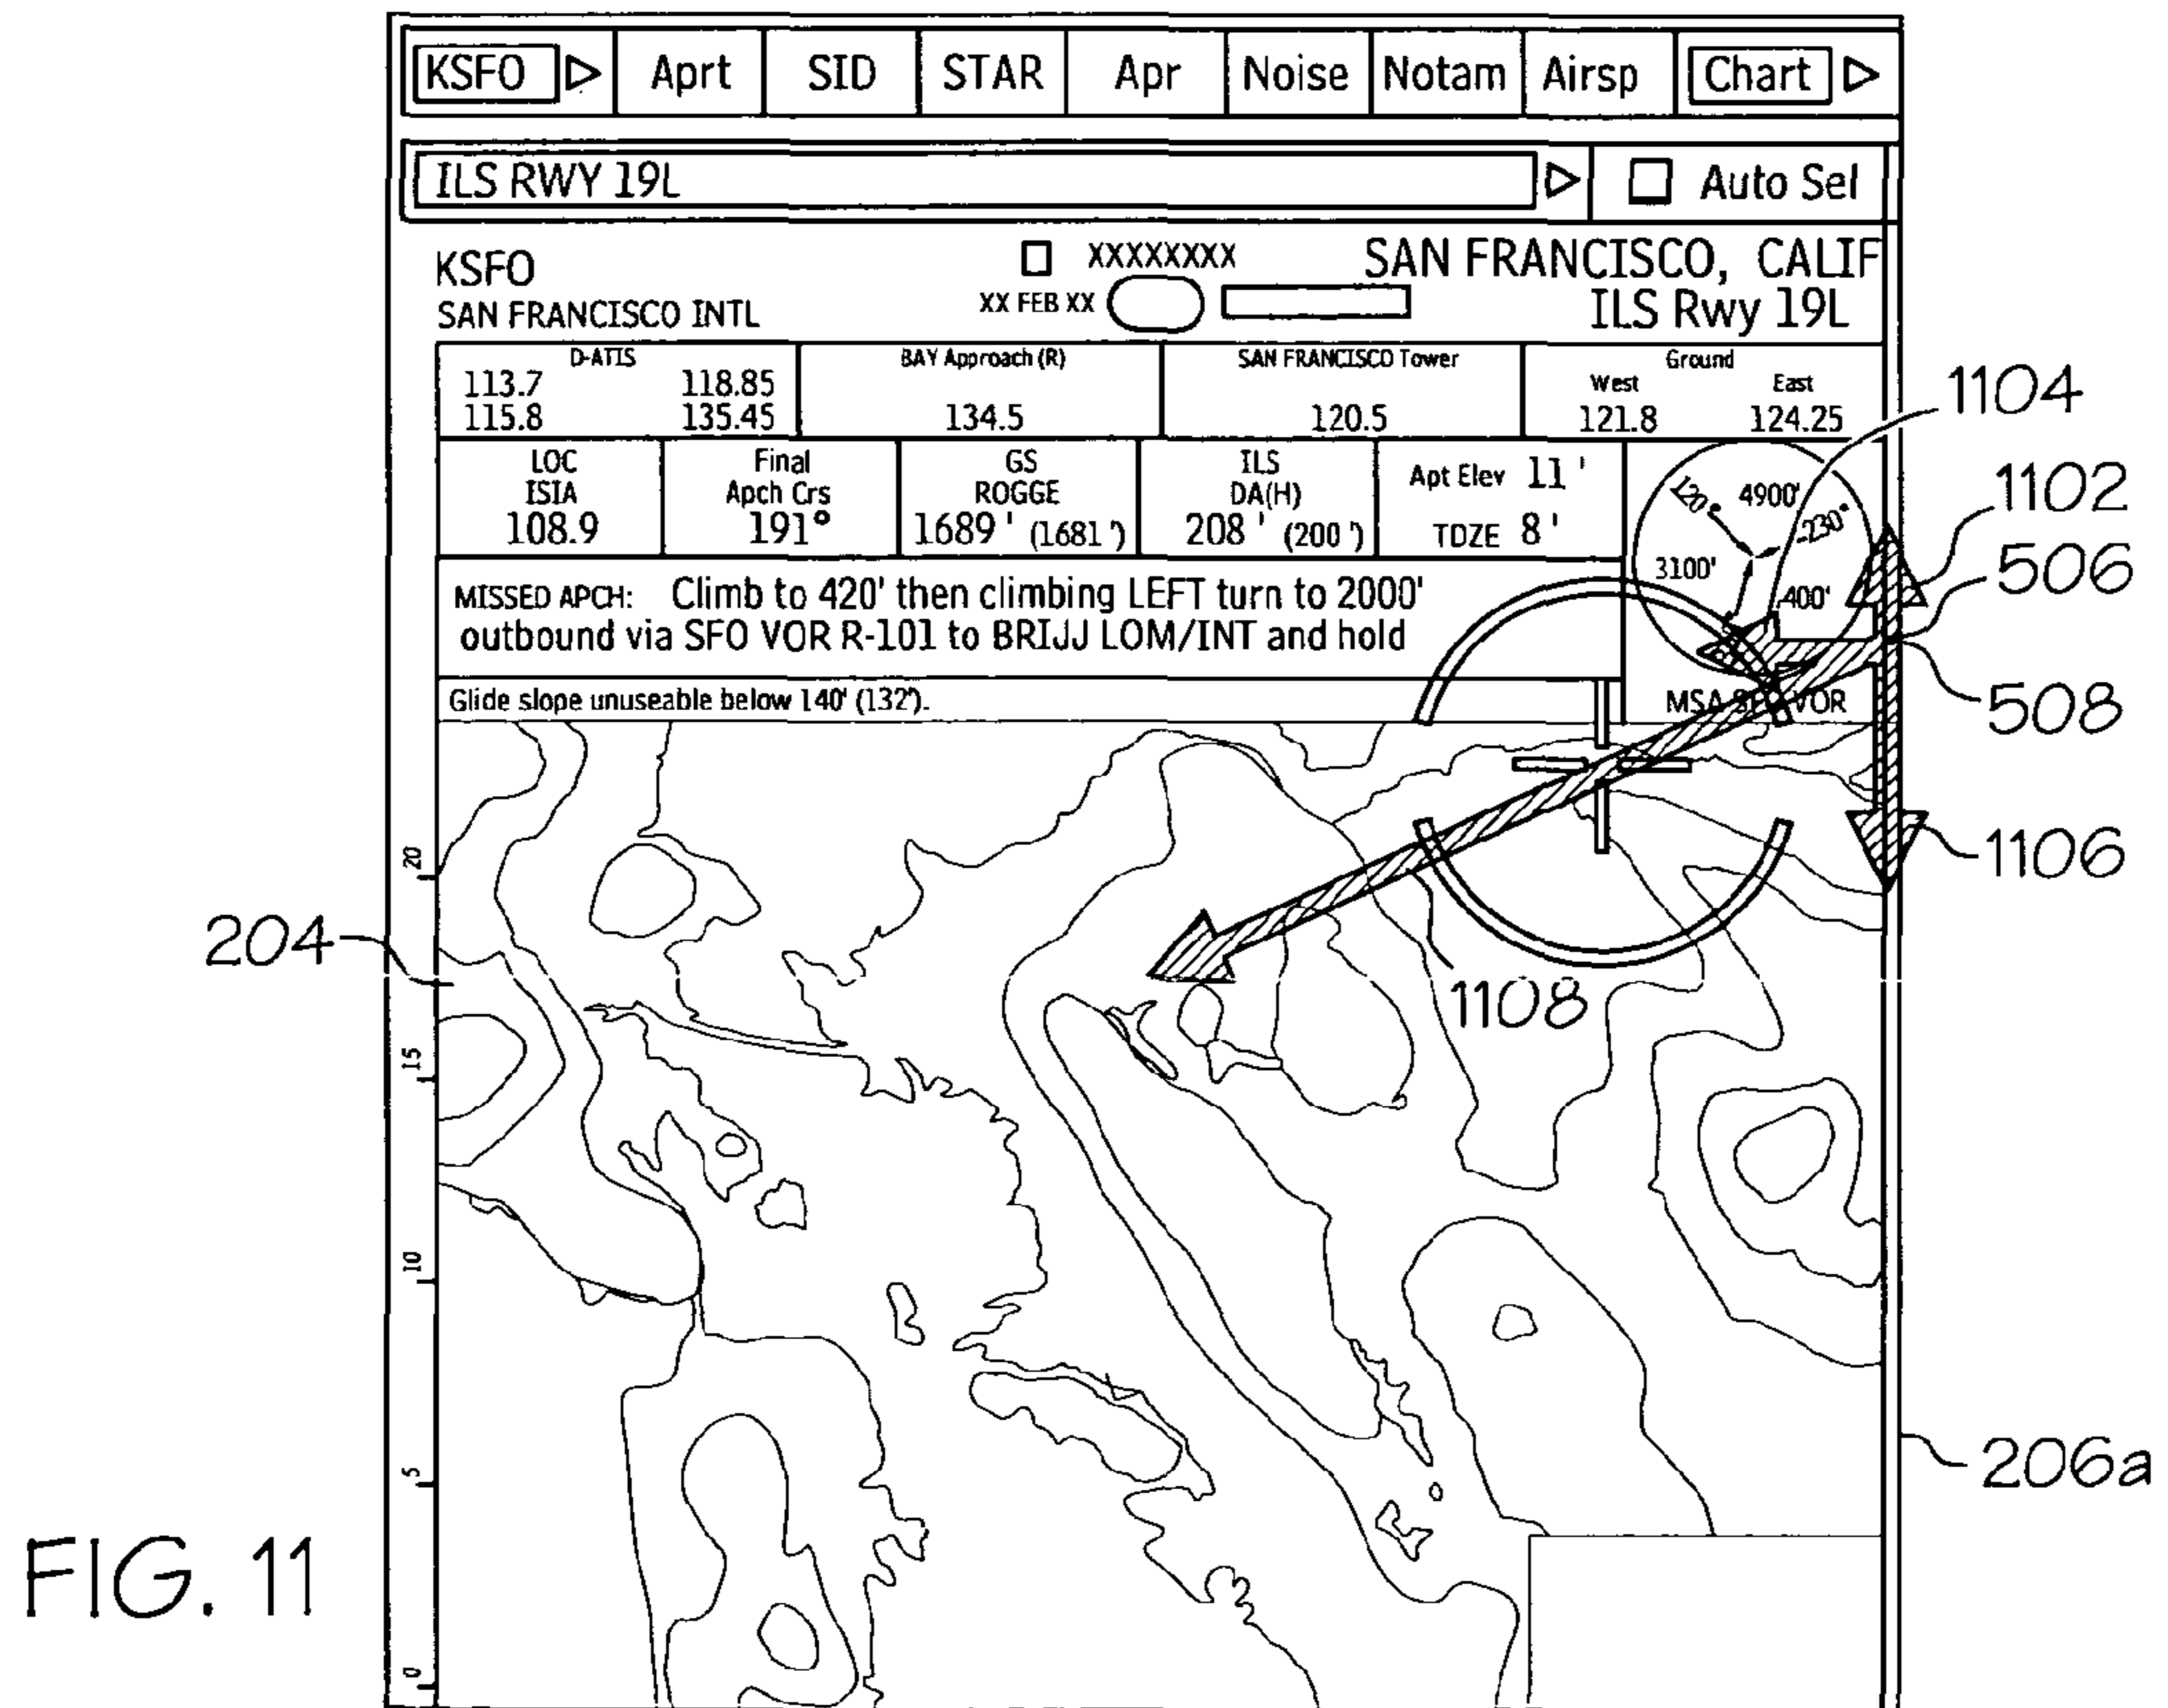 KSFO Aprt SID STAR Apr Noise Notam Airsp Chart
ILS RWY 19L Auto Sel
KSFO
SAN FRANCISCO INTL
XXXXXXXX
XX FEB XX
SAN FRANCISCO, CALIF
ILS Rwy 19L
D-ATIS
113.7 118.85
115.8 135.45
BAY Approach (R)
134.5
SAN FRANCISCO Tower
120.5
Ground
West East
121.8 124.25
LOC
ISIA
108.9
Final
Apch Crs
191°
GS
ROGGE
1689' (1681')
ILS
DA(H)
208' (200')
Apt Elev 11'
TDZE 8'
120°
4900'
-230°
3100'
400'
MISSED APCH: Climb to 420' then climbing LEFT turn to 2000'
outbound via SFO VOR R-101 to BRIJJ LOM/INT and hold
Glide slope unuseable below 140' (132').
MSA VOR
20
15
10
5
0
1104
1102
506
508
1106
1108
204
206a
FIG. 11